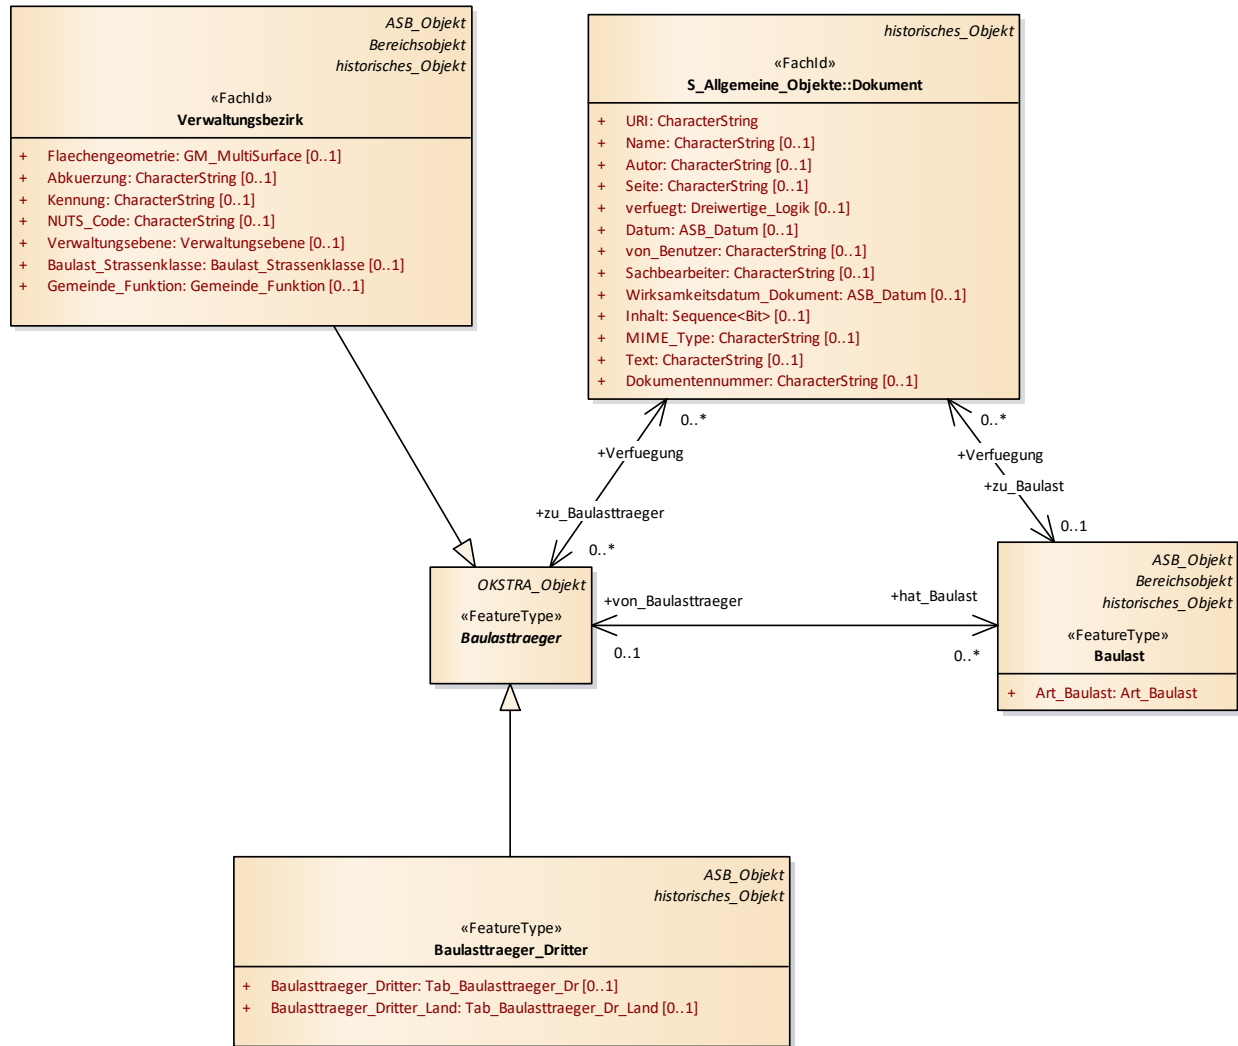 ASB_Objekt
Bereichsobjekt
historisches_Objekt
«FachId»
Verwaltungsbezirk
+ Flaechengeometrie: GM_MultiSurface [0..1]
+ Abkuerzung: CharacterString [0..1]
+ Kennung: CharacterString [0..1]
+ NUTS_Code: CharacterString [0..1]
+ Verwaltungsebene: Verwaltungsebene [0..1]
+ Baulast_Strassenklasse: Baulast_Strassenklasse [0..1]
+ Gemeinde_Funktion: Gemeinde_Funktion [0..1]
historisches_Objekt
«FachId»
S_Allgemeine_Objekte::Dokument
+ URI: CharacterString
+ Name: CharacterString [0..1]
+ Autor: CharacterString [0..1]
+ Seite: CharacterString [0..1]
+ verfuegt: Dreiwertige_Logik [0..1]
+ Datum: ASB_Datum [0..1]
+ von_Benutzer: CharacterString [0..1]
+ Sachbearbeiter: CharacterString [0..1]
+ Wirksamkeitsdatum_Dokument: ASB_Datum [0..1]
+ Inhalt: Sequence<Bit> [0..1]
+ MIME_Type: CharacterString [0..1]
+ Text: CharacterString [0..1]
+ Dokumentennummer: CharacterString [0..1]
0..*
+Verfuegung
+zu_Baulasttraeger
0..*
0..*
+Verfuegung
+zu_Baulast
0..1
OKSTRA_Objekt
«FeatureType»
Baulasttraeger
+von_Baulasttraeger
0..1
+hat_Baulast
0..*
ASB_Objekt
Bereichsobjekt
historisches_Objekt
«FeatureType»
Baulast
+ Art_Baulast: Art_Baulast
ASB_Objekt
historisches_Objekt
«FeatureType»
Baulasttraeger_Dritter
+ Baulasttraeger_Dritter: Tab_Baulasttraeger_Dr [0..1]
+ Baulasttraeger_Dritter_Land: Tab_Baulasttraeger_Dr_Land [0..1]